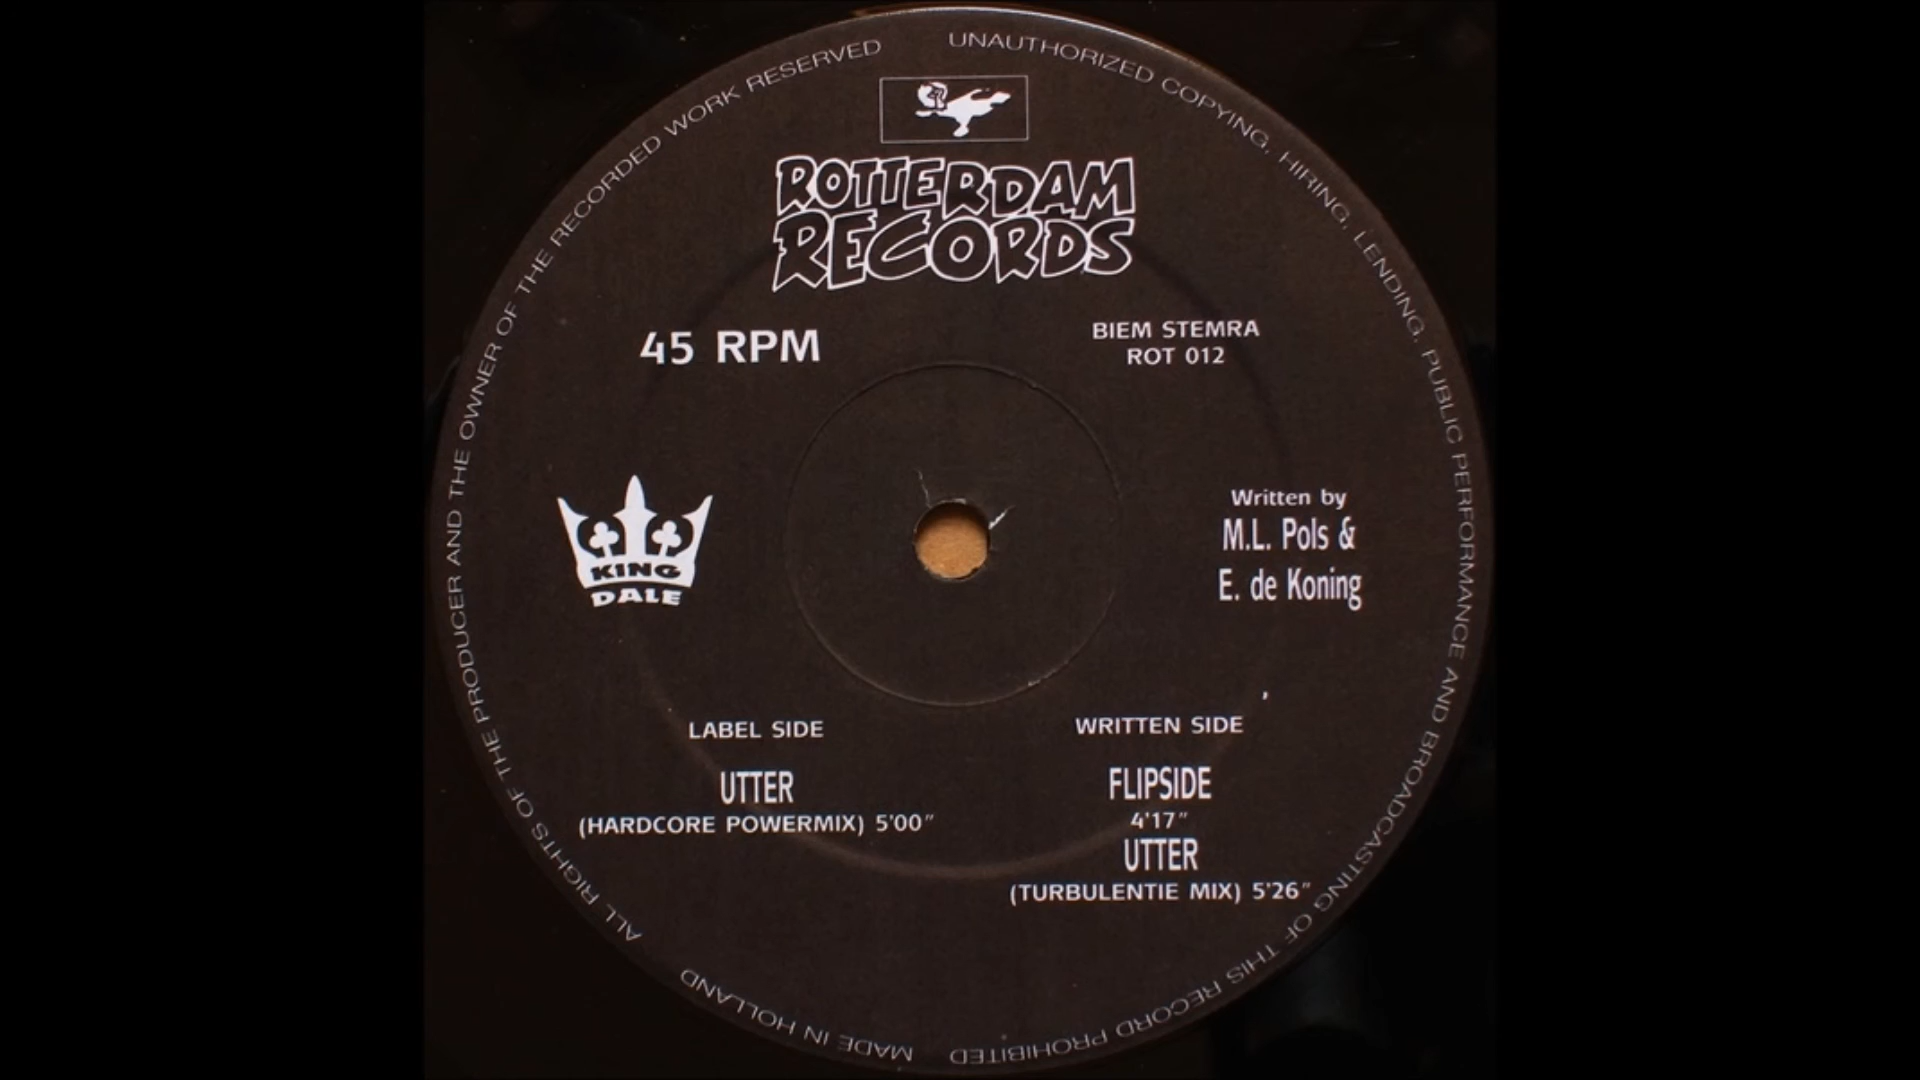 ALL RIGHTS OF THE PRODUCER AND THE OWNER OF THE RECORDED WORK RESERVED
UNAUTHORIZED COPYING, HIRING, LENDING, PUBLIC PERFORMANCE AND BROADCASTING OF THIS RECORD PROHIBITED
MADE IN HOLLAND
ROTTERDAM
RECORDS
45 RPM
BIEM STEMRA
ROT 012
KING
DALE
Written by
M.L. Pols &
E. de Koning
LABEL SIDE
UTTER
(HARDCORE POWERMIX) 5'00"
WRITTEN SIDE
FLIPSIDE
4'17"
UTTER
(TURBULENTIE MIX) 5'26"